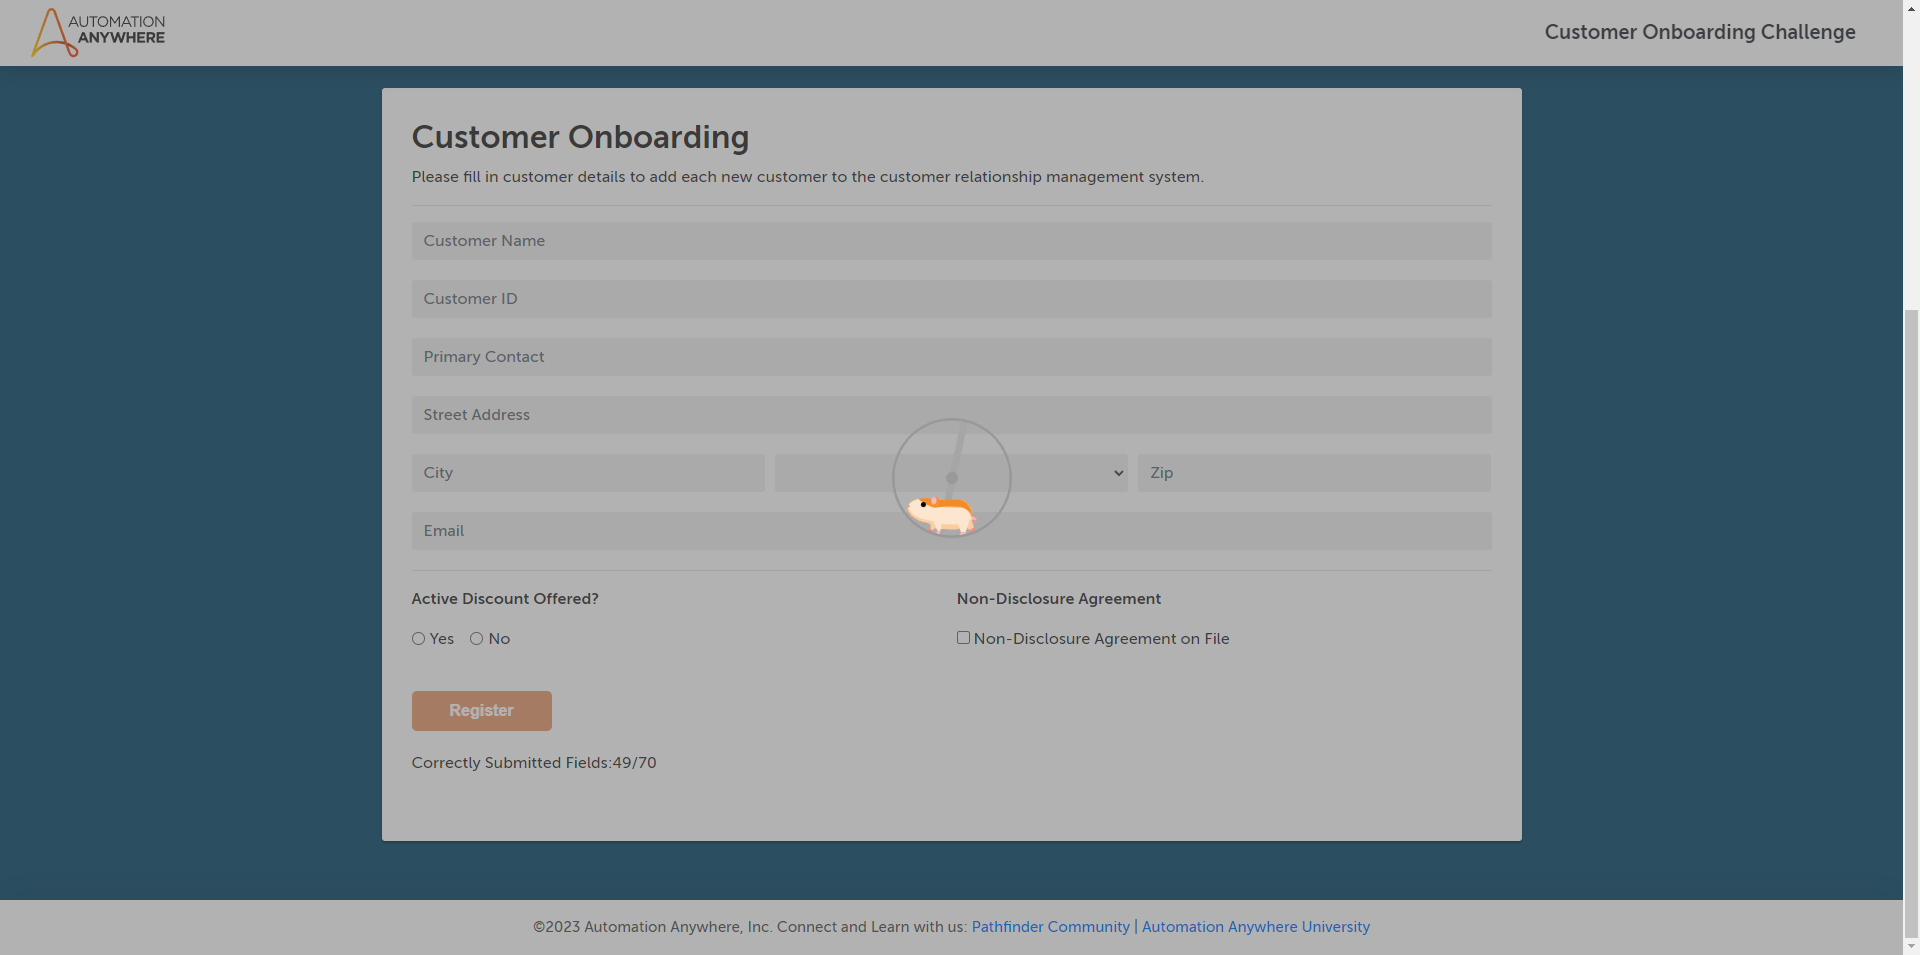 AUTOMATION
ANYWHERE
Customer Onboarding Challenge
Customer Onboarding
Please fill in customer details to add each new customer to the customer relationship management system.
Customer Name
Customer ID
Primary Contact
Street Address
City
Zip
Email
Active Discount Offered?
Non-Disclosure Agreement
Yes No
Non-Disclosure Agreement on File
Register
Correctly Submitted Fields:49/70
©2023 Automation Anywhere, Inc. Connect and Learn with us: Pathfinder Community | Automation Anywhere University